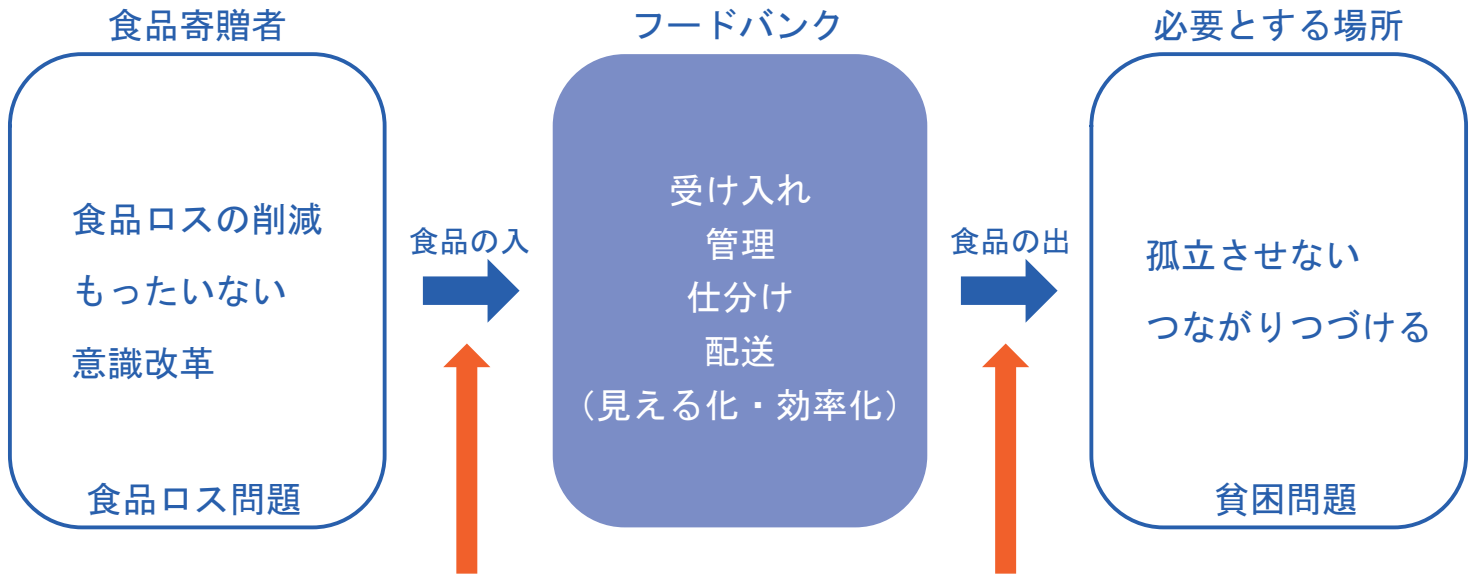 食品寄贈者
フードバンク
必要とする場所
食品ロスの削減
もったいない
意識改革
食品ロス問題
食品の入
受け入れ
管理
仕分け
配送
（見える化・効率化）
食品の出
孤立させない
つながりつづける
貧困問題